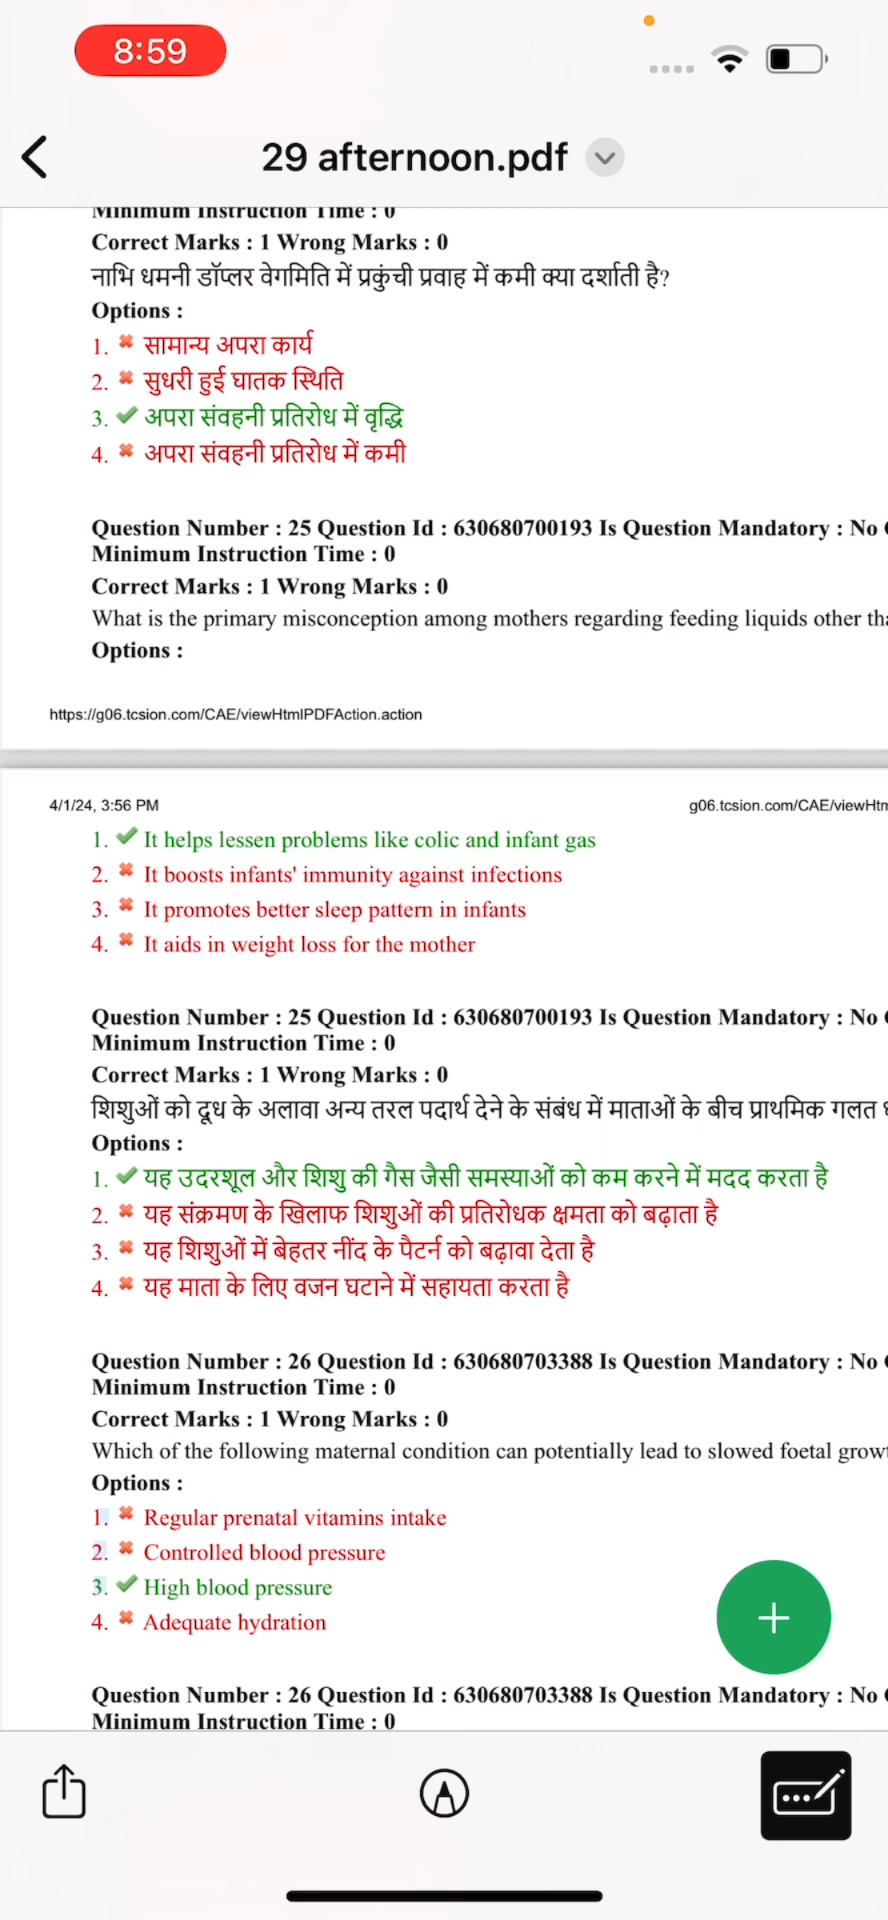 8:59
29 afternoon.pdf
Minimum Instruction Time : 0
Correct Marks : 1 Wrong Marks : 0
नाभि धमनी डॉप्लर वेगमिति में प्रकुंची प्रवाह में कमी क्या दर्शाती है?
Options :
1. सामान्य अपरा कार्य
2. सुधरी हुई घातक स्थिति
3. अपरा संवहनी प्रतिरोध में वृद्धि
4. अपरा संवहनी प्रतिरोध में कमी
Question Number : 25 Question Id : 630680700193 Is Question Mandatory : No
Minimum Instruction Time : 0
Correct Marks : 1 Wrong Marks : 0
What is the primary misconception among mothers regarding feeding liquids other
Options :
https://g06.tcsion.com/CAE/viewHtmlPDFAction.action
4/1/24, 3:56 PM
g06.tcsion.com/CAE/viewHtm
1. It helps lessen problems like colic and infant gas
2. It boosts infants' immunity against infections
3. It promotes better sleep pattern in infants
4. It aids in weight loss for the mother
Question Number : 25 Question Id : 630680700193 Is Question Mandatory : No
Minimum Instruction Time : 0
Correct Marks : 1 Wrong Marks : 0
शिशुओं को दूध के अलावा अन्य तरल पदार्थ देने के संबंध में माताओं के बीच प्राथमिक गलत
Options :
1. यह उदरशूल और शिशु की गैस जैसी समस्याओं को कम करने में मदद करता है
2. यह संक्रमण के खिलाफ शिशुओं की प्रतिरोधक क्षमता को बढ़ाता है
3. यह शिशुओं में बेहतर नींद के पैटर्न को बढ़ावा देता है
4. यह माता के लिए वजन घटाने में सहायता करता है
Question Number : 26 Question Id : 630680703388 Is Question Mandatory : No
Minimum Instruction Time : 0
Correct Marks : 1 Wrong Marks : 0
Which of the following maternal condition can potentially lead to slowed foetal
Options :
1. Regular prenatal vitamins intake
2. Controlled blood pressure
3. High blood pressure
4. Adequate hydration
Question Number : 26 Question Id : 630680703388 Is Question Mandatory : No
Minimum Instruction Time : 0